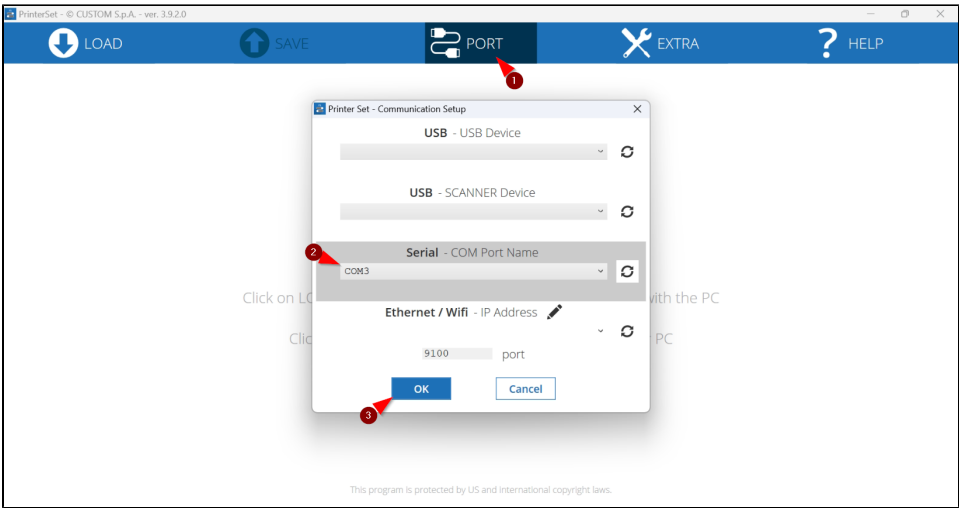 PrinterSet - © CUSTOM S.p.A. - ver. 3.9.2.0
LOAD
SAVE
PORT
EXTRA
? HELP
1
Printer Set - Communication Setup
USB - USB Device
USB - SCANNER Device
2
Serial - COM Port Name
COM3
Click on LO
with the PC
Ethernet / Wifi - IP Address
Clic
PC
9100 port
OK
Cancel
3
This program is protected by US and international copyright laws.